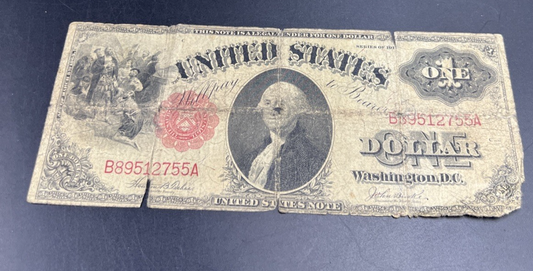 THIS NOTE IS A LEGAL TENDER FOR ONE DOLLAR
SERIES OF
UNITED STATES
ONE
Will pay to Bearer
B89512755A
ONE
DOLLAR
B89512755A
Washington, D.C.
UNITED STATES NOTE